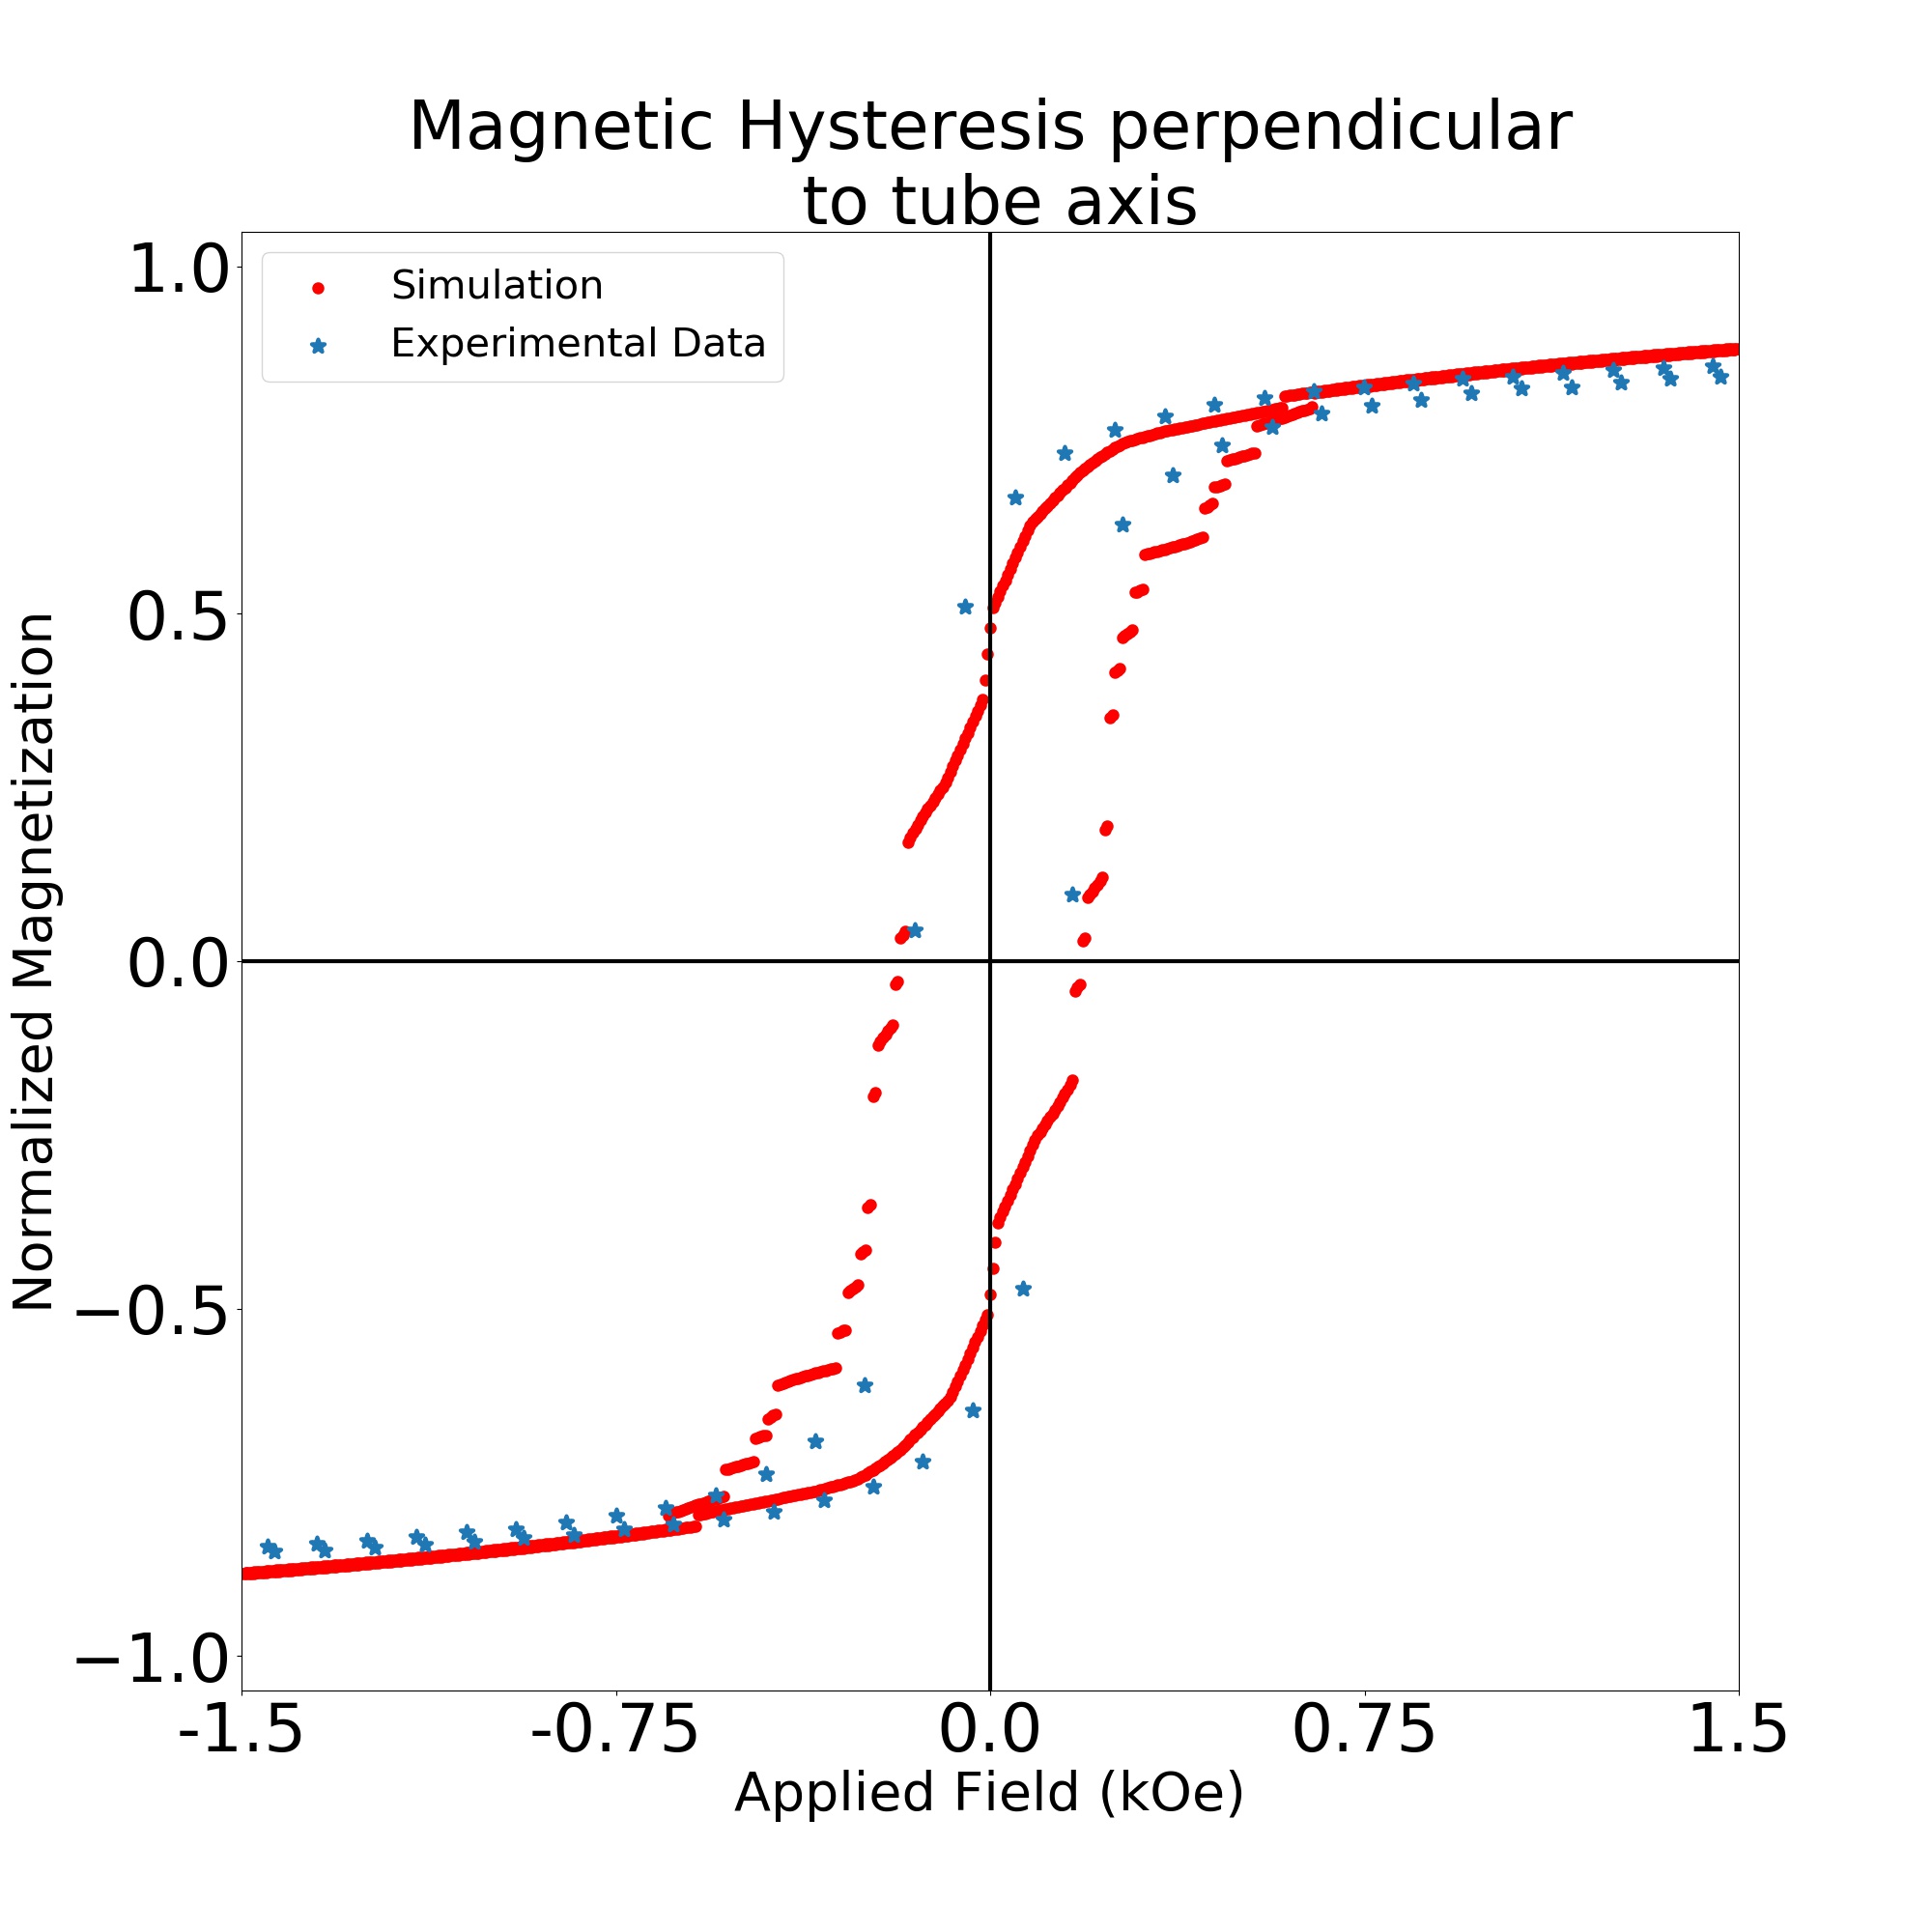 Magnetic Hysteresis perpendicular
to tube axis
Simulation
Experimental Data
1.0
0.5
0.0
−0.5
−1.0
Normalized Magnetization
-1.5 -0.75 0.0 0.75 1.5
Applied Field (kOe)